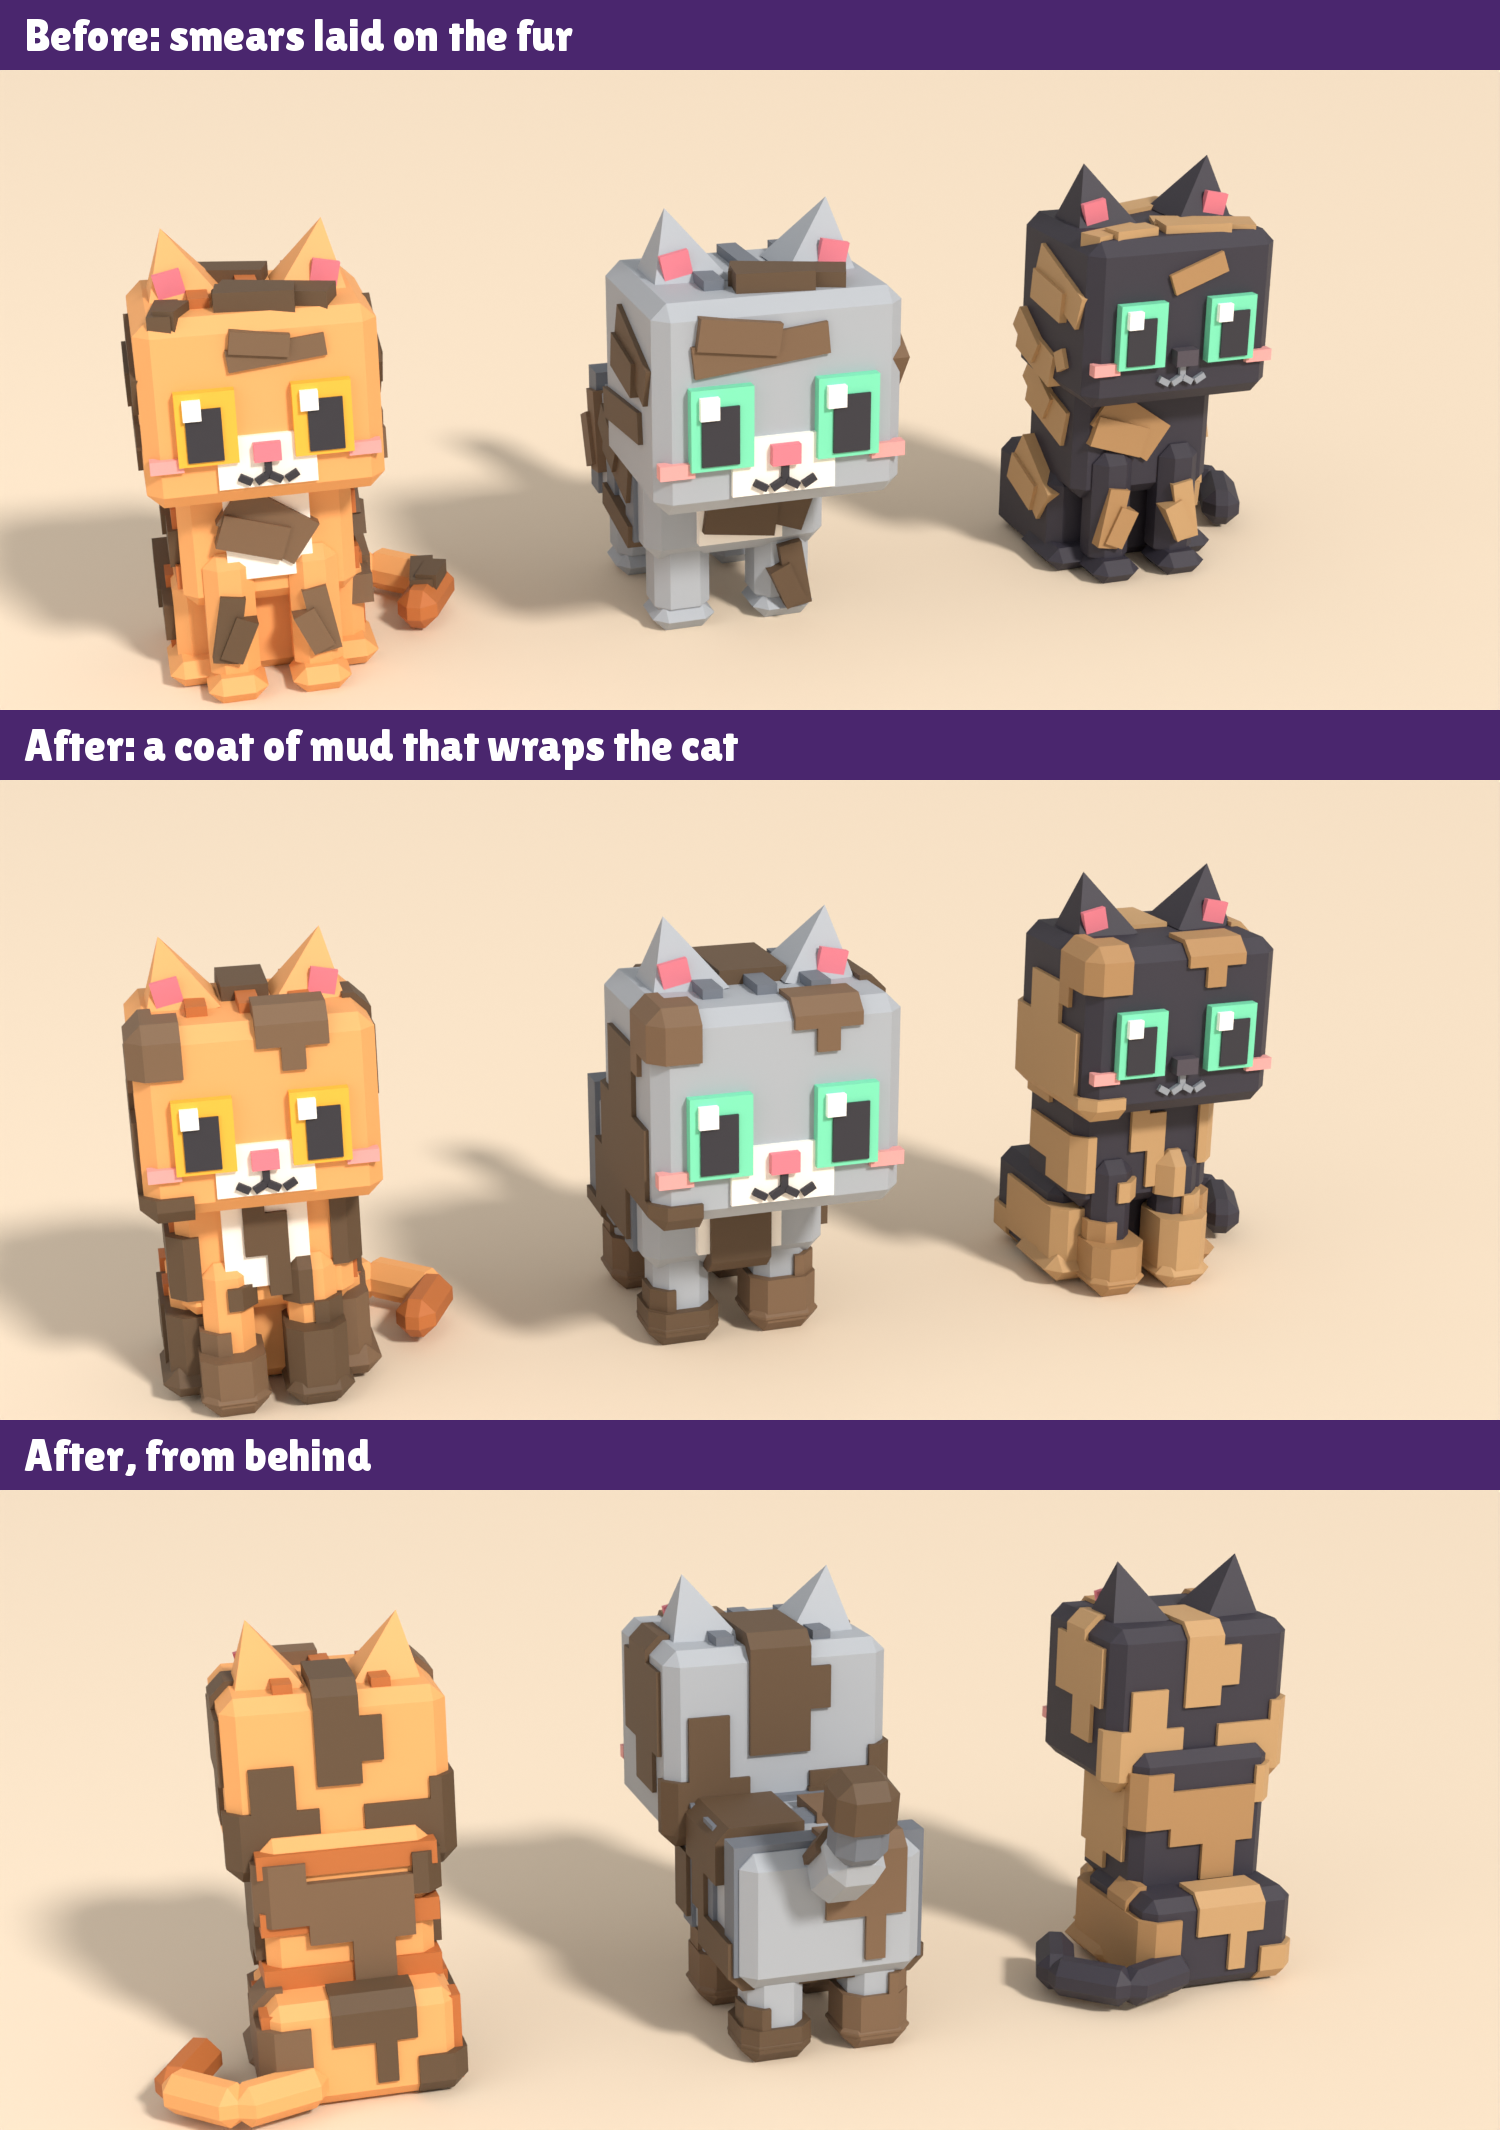 Before: smears laid on the fur
After: a coat of mud that wraps the cat
After, from behind